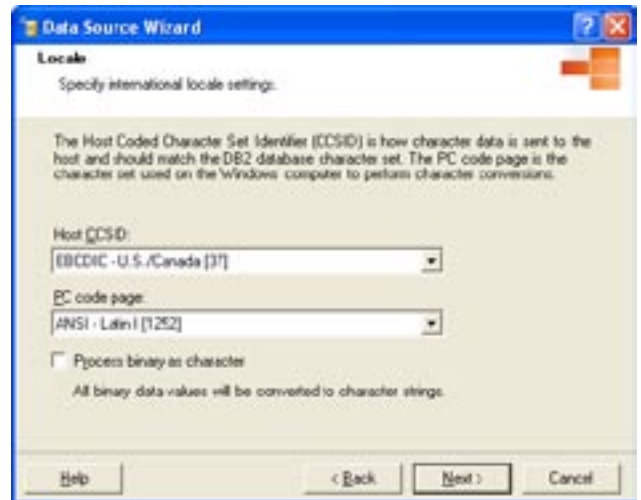 Data Source Wizard
Locale
Specify international locale settings.
The Host Coded Character Set Identifier (CCSID) is how character data is sent to the
host and should match the DB2 database character set. The PC code page is the
character set used on the Windows computer to perform character conversions.
Host CCSID:
EBCDIC - U.S./Canada [37]
PC code page:
ANSI - Latin I [1252]
Process binary as character
All binary data values will be converted to character strings.
Help
< Back
Next >
Cancel